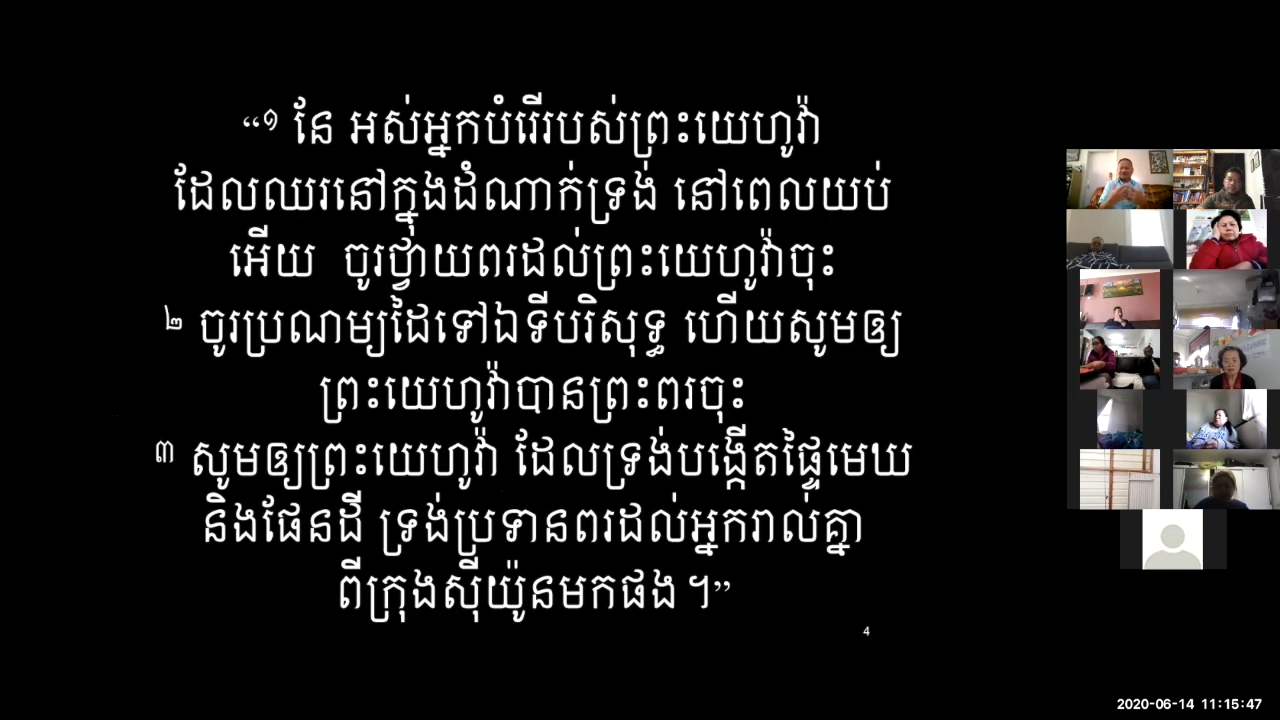 “១ នែ អស់អ្នកបំរើរបស់ព្រះយេហូវ៉ា
ដែលឈរនៅក្នុងដំណាក់ទ្រង់ នៅពេលយប់
អើយ ចូរថ្វាយពរដល់ព្រះយេហូវ៉ាចុះ
២ ចូរប្រណម្យដៃទៅឯទីបរិសុទ្ធ ហើយសូមឲ្យ
ព្រះយេហូវ៉ាបានព្រះពរចុះ
៣ សូមឲ្យព្រះយេហូវ៉ា ដែលទ្រង់បង្កើតផ្ទៃមេឃ
និងផែនដី ទ្រង់ប្រទានពរដល់អ្នករាល់គ្នា
ពីក្រុងស៊ីយ៉ូនមកផង ។”
4
2020-06-14 11:15:47